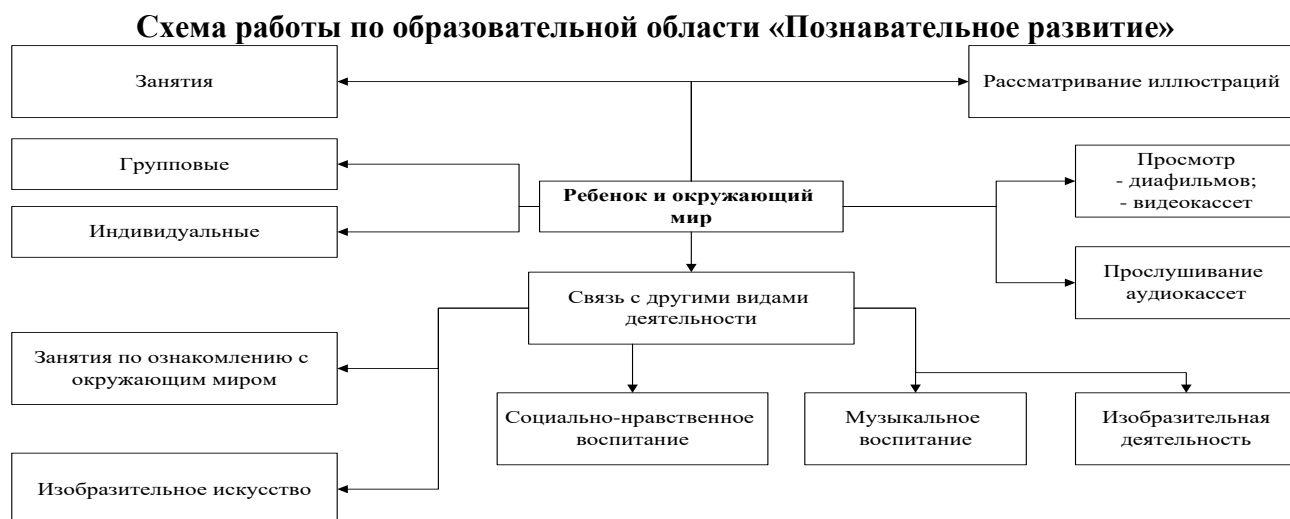 Схема работы по образовательной области «Познавательное развитие»
Занятия
Рассматривание иллюстраций
Групповые
Просмотр
- диафильмов;
- видеокассет
Ребенок и окружающий
мир
Индивидуальные
Прослушивание
аудиокассет
Связь с другими видами
деятельности
Занятия по ознакомлению с
окружающим миром
Социально-нравственное
воспитание
Музыкальное
воспитание
Изобразительная
деятельность
Изобразительное искусство